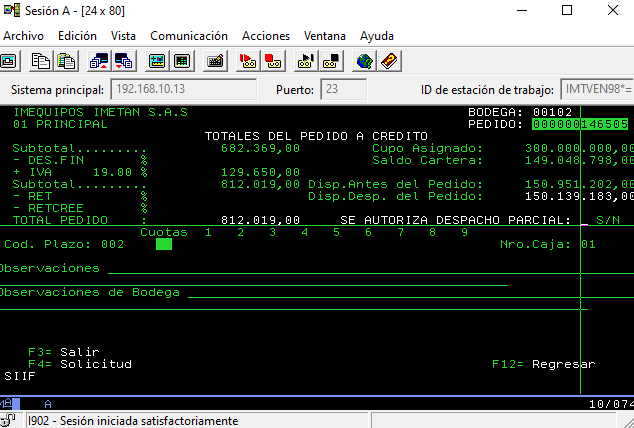 Sesión A - [24 x 80]
Archivo Edición Vista Comunicación Acciones Ventana Ayuda
Sistema principal: 192.168.10.13 Puerto: 23 ID de estación de trabajo: IMTVEN98*=
IMEQUIPOS IMETAN S.A.S BODEGA: 00102
01 PRINCIPAL PEDIDO: 000000146505
TOTALES DEL PEDIDO A CREDITO
Subtotal......... 682.369,00 Cupo Asignado: 300.000.000,00
- DES.FIN % Saldo Cartera: 149.048.798,00
+ IVA 19.00 % 129.650,00
Subtotal......... 812.019,00 Disp.Antes del Pedido: 150.951.202,00
- RET % Disp.Desp. del Pedido: 150.139.183,00
- RETCREE %
TOTAL PEDIDO : 812.019,00 SE AUTORIZA DESPACHO PARCIAL: _ S/N
Cuotas 1 2 3 4 5 6 7 8 9
Cod. Plazo: 002 Nro.Caja: 01
Observaciones
Observaciones de Bodega
F3= Salir
F4= Solicitud F12= Regresar
SIIF
MA A 10/074
I902 - Sesión iniciada satisfactoriamente